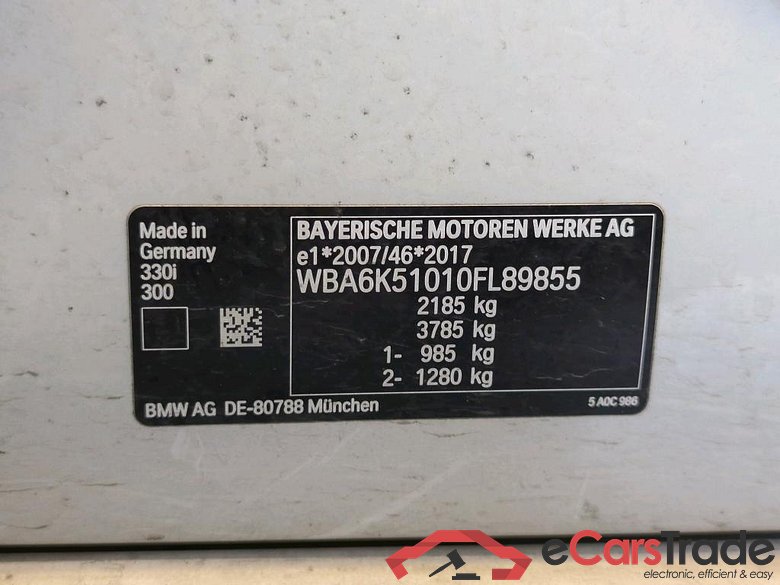 Made in
Germany
330i
300
BAYERISCHE MOTOREN WERKE AG
e1*2007/46*2017
WBA6K51010FL89855
2185 kg
3785 kg
1- 985 kg
2- 1280 kg
BMW AG DE-80788 München
5 A0C 986
eCarsTrade
electronic, efficient & easy